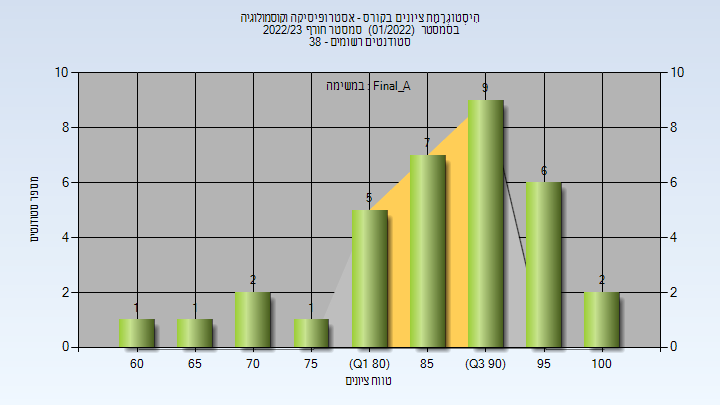 היסטוגרמת ציונים בקורס - אסטרופיסיקה וקוסמולוגיה
בסמסטר (01/2022) סמסטר חורף 2022/23
סטודנטים רשומים - 38
במשימה : Final_A
מספר סטודנטים
10 10
8 8
6 6
4 4
2 2
0 0
1 1 2 1 5 7 9 6 2
60 65 70 75 (Q1 80) 85 (Q3 90) 95 100
טווח ציונים